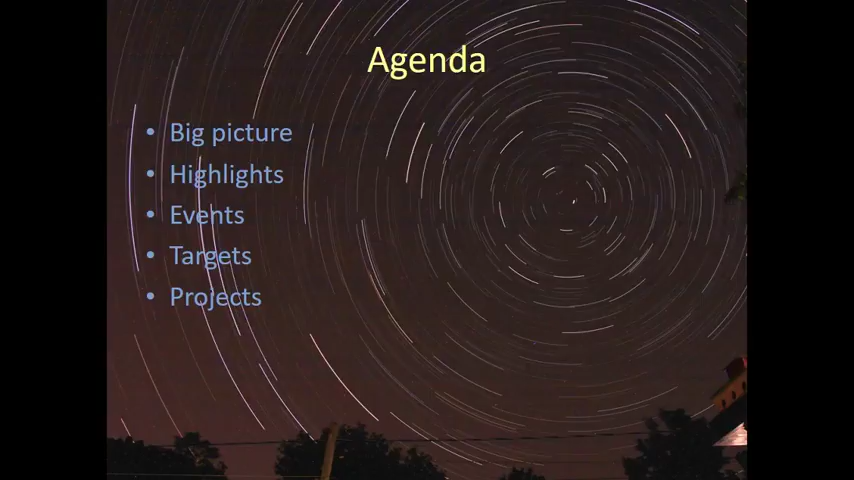 Agenda
• Big picture
• Highlights
• Events
• Targets
• Projects